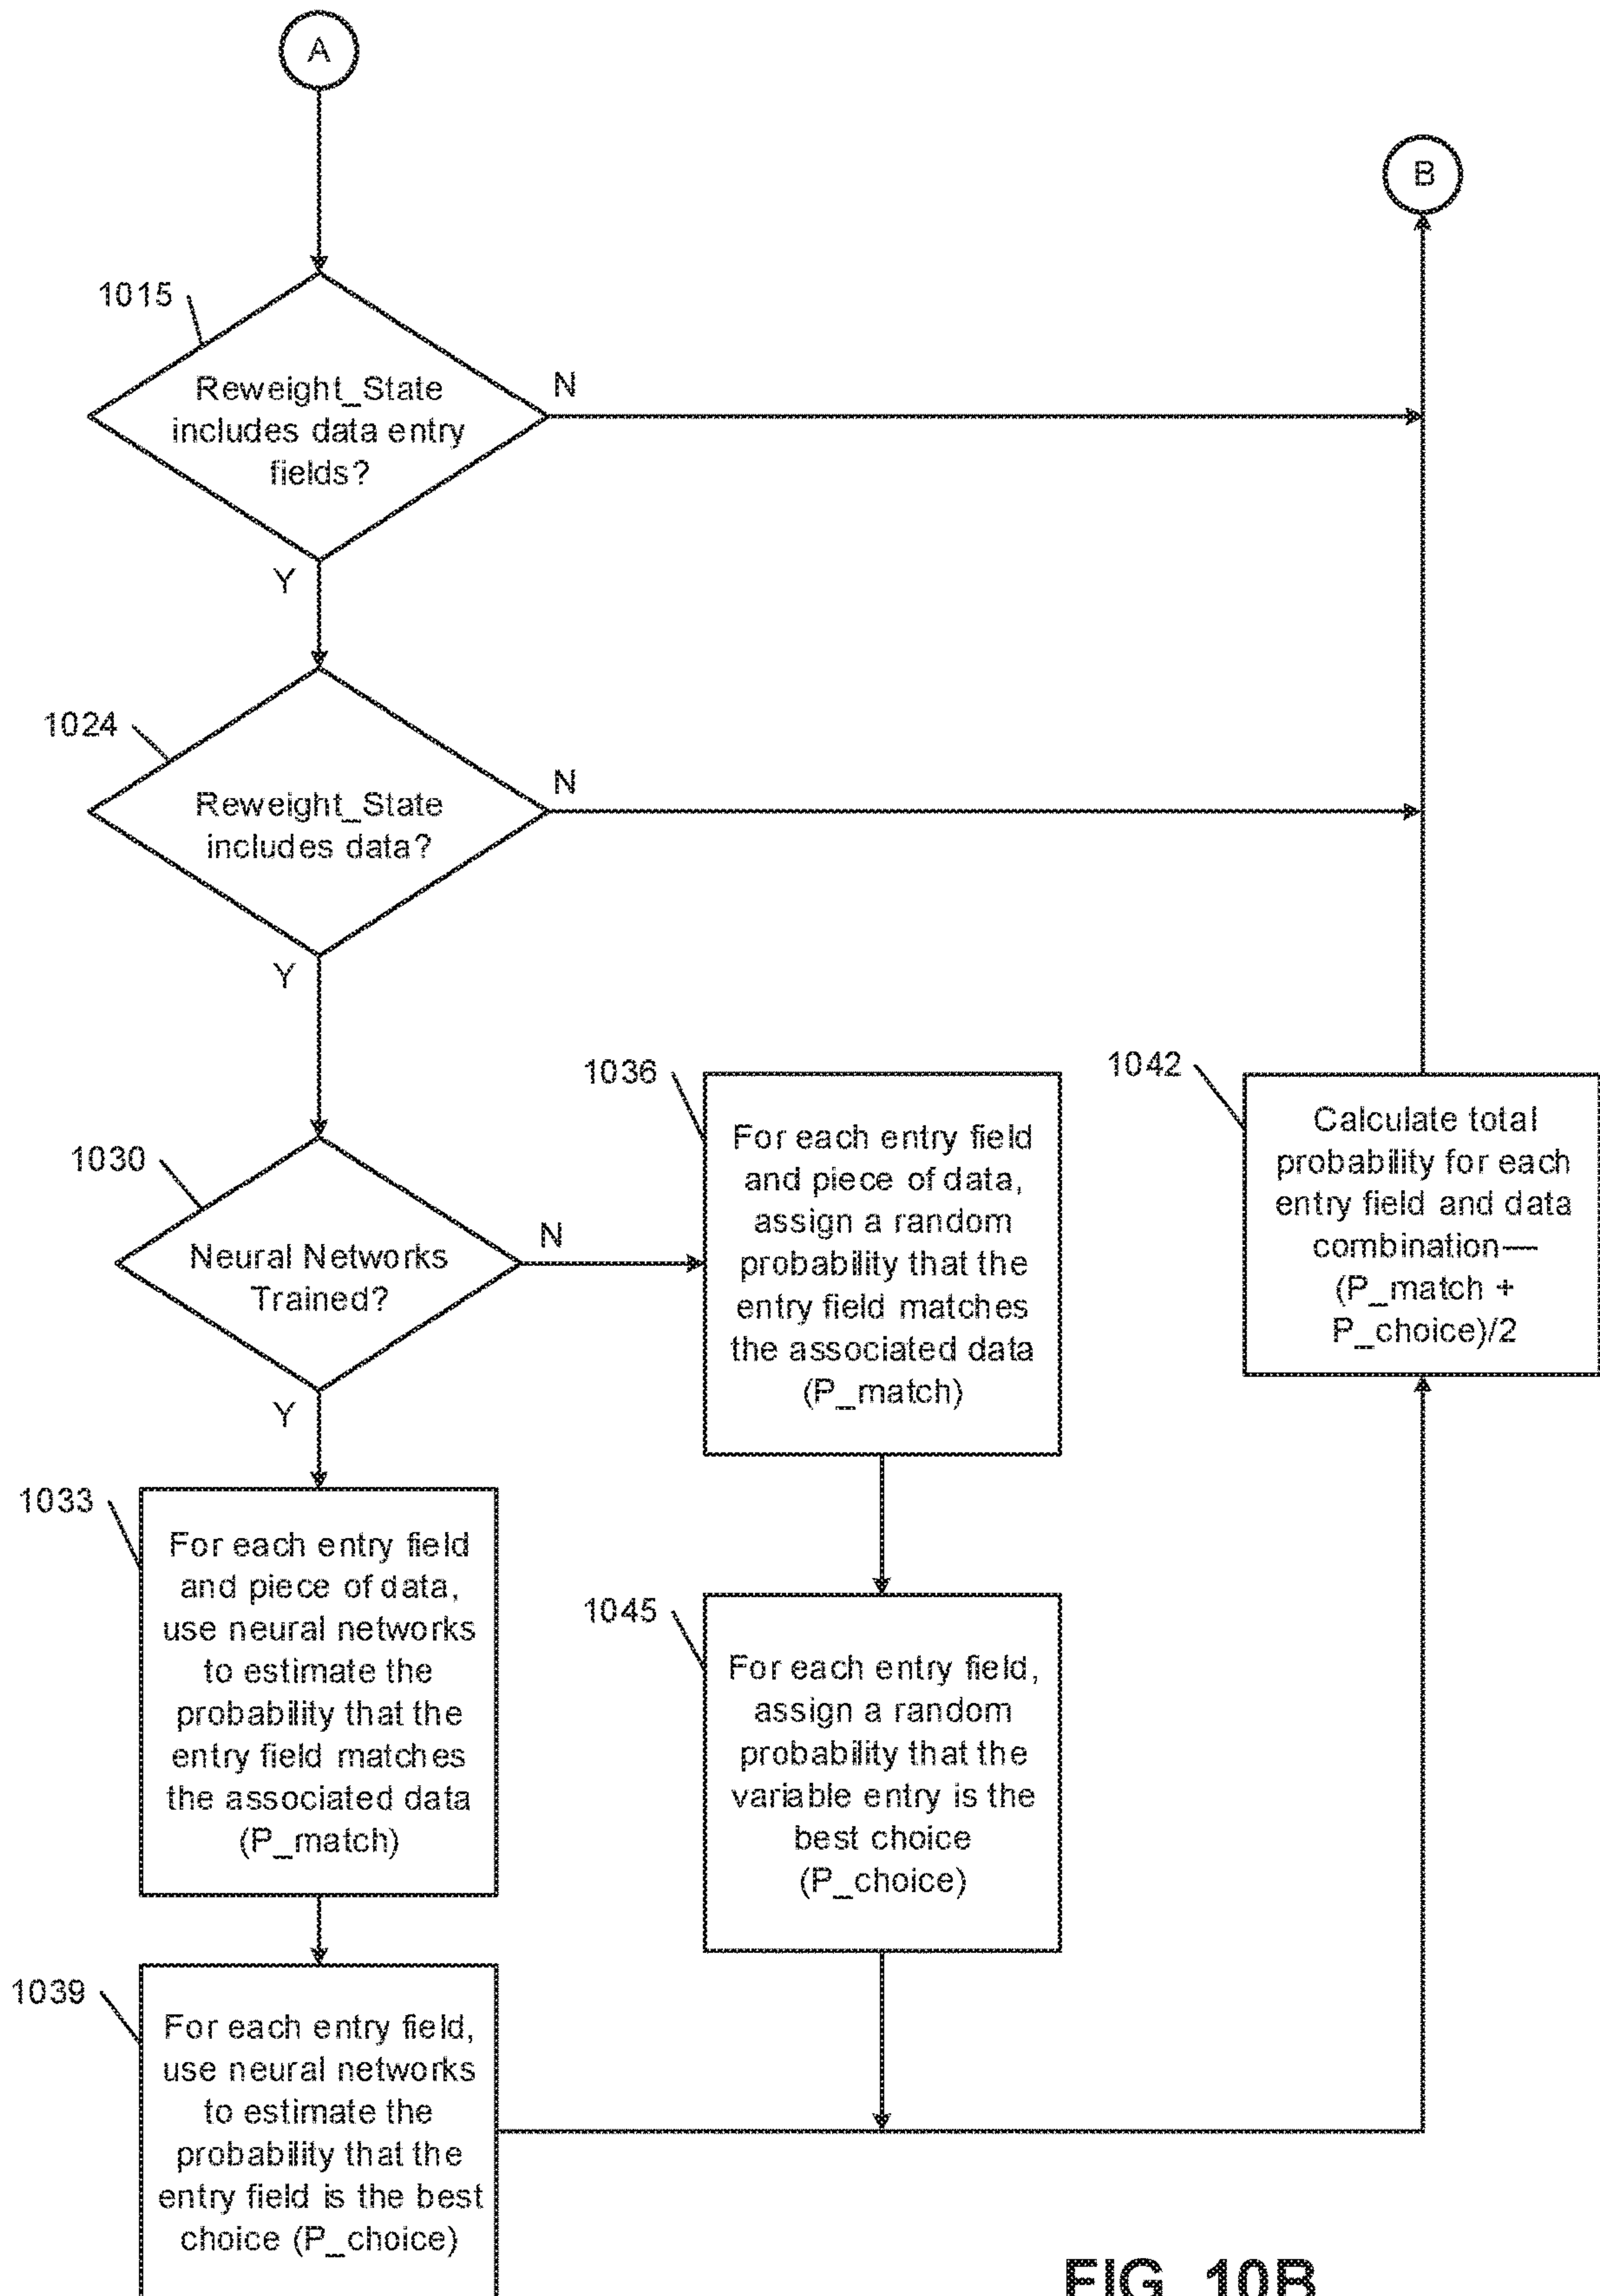 A
B
1015
Reweight_State
includes data entry
fields?
N
Y
1024
Reweight_State
includes data?
N
Y
1030
Neural Networks
Trained?
N
Y
1036
For each entry field
and piece of data,
assign a random
probability that the
entry field matches
the associated data
(P_match)
1042
Calculate total
probability for each
entry field and data
combination—
(P_match +
P_choice)/2
1033
For each entry field
and piece of data,
use neural networks
to estimate the
probability that the
entry field matches
the associated data
(P_match)
1045
For each entry field,
assign a random
probability that the
variable entry is the
best choice
(P_choice)
1039
For each entry field,
use neural networks
to estimate the
probability that the
entry field is the best
choice (P_choice)
FIG. 10B